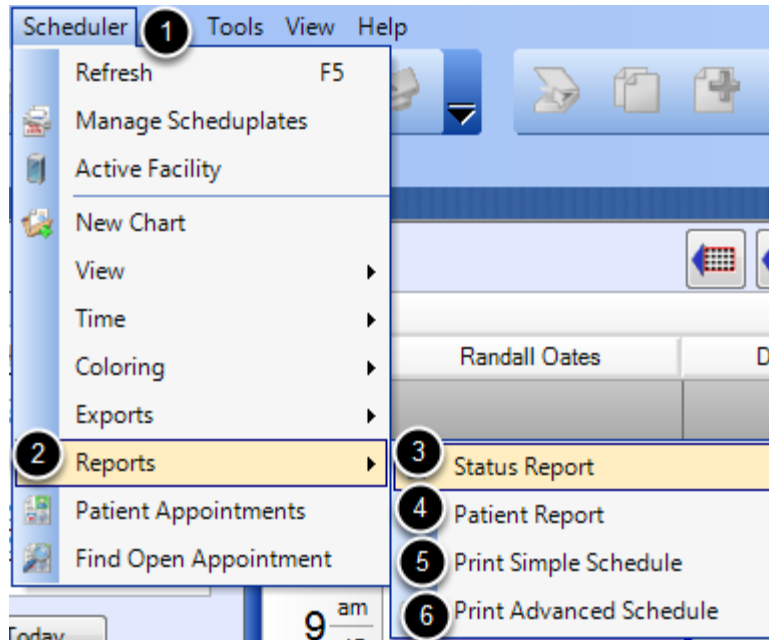 Scheduler 1 Tools View Help
Refresh F5
Manage Scheduplates
Active Facility
New Chart
View
Time
Coloring
Exports
2 Reports
Patient Appointments
Find Open Appointment
Randall Oates D
3 Status Report
4 Patient Report
5 Print Simple Schedule
6 Print Advanced Schedule
Today
9 am